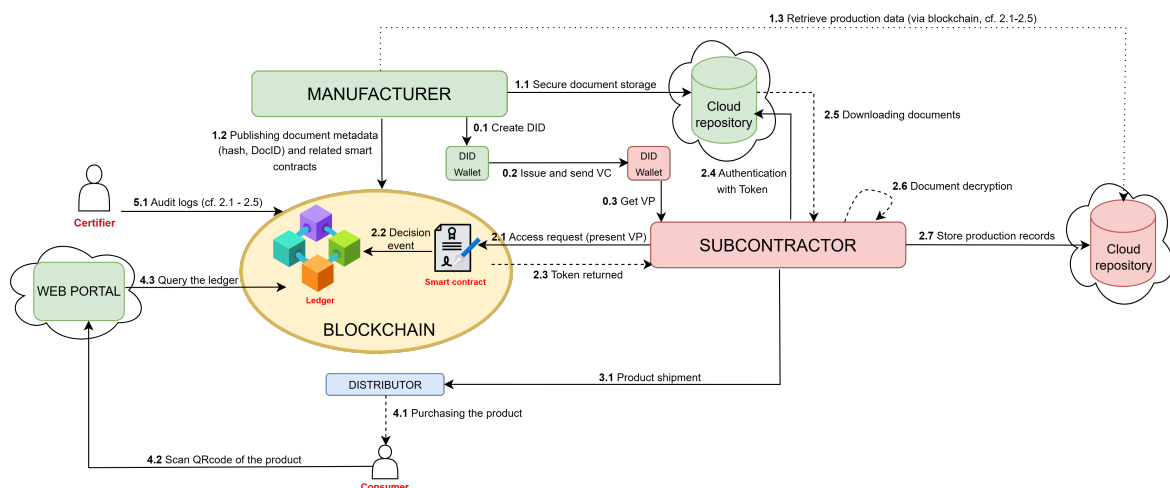 1.3 Retrieve production data (via blockchain, cf. 2.1-2.5)
MANUFACTURER
1.1 Secure document storage
Cloud
repository
2.5 Downloading documents
1.2 Publishing document metadata
(hash, DocID) and related smart
contracts
0.1 Create DID
DID
Wallet
0.2 Issue and send VC
DID
Wallet
2.4 Authentication
with Token
2.6 Document decryption
0.3 Get VP
Certifier
5.1 Audit logs (cf. 2.1 - 2.5)
2.2 Decision
event
2.1 Access request (present VP)
SUBCONTRACTOR
2.7 Store production records
Cloud
repository
2.3 Token returned
Smart contract
Ledger
BLOCKCHAIN
WEB PORTAL
4.3 Query the ledger
DISTRIBUTOR
3.1 Product shipment
4.1 Purchasing the product
4.2 Scan QRcode of the product
Consumer